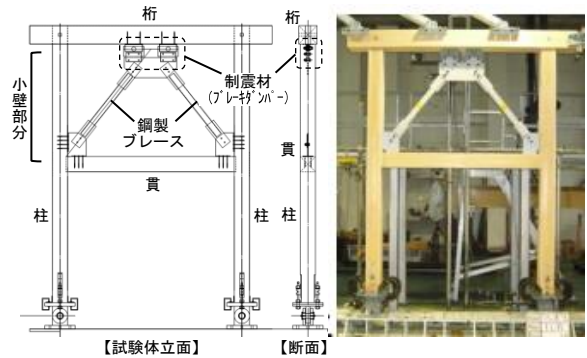 桁
桁
小壁部分
制震材
(ﾌﾞﾚｰｷﾀﾞﾝﾊﾟｰ)
鋼製
ブレース
貫
貫
柱
柱
柱
【試験体立面】
【断面】